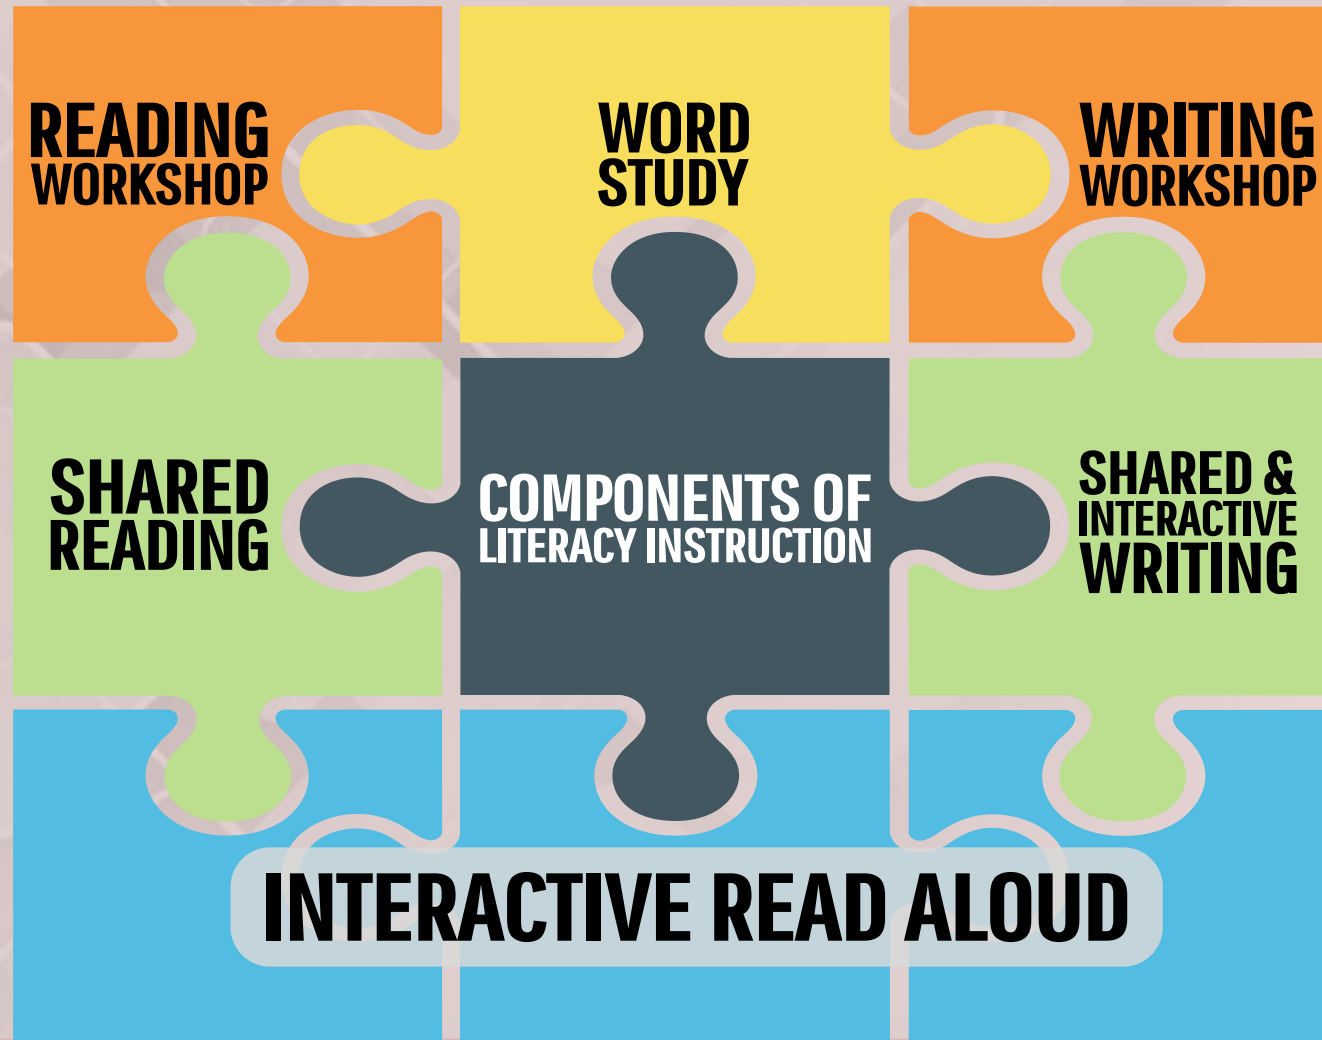 READING
WORKSHOP
WORD
STUDY
WRITING
WORKSHOP
SHARED
READING
COMPONENTS OF
LITERACY INSTRUCTION
SHARED &
INTERACTIVE
WRITING
INTERACTIVE READ ALOUD